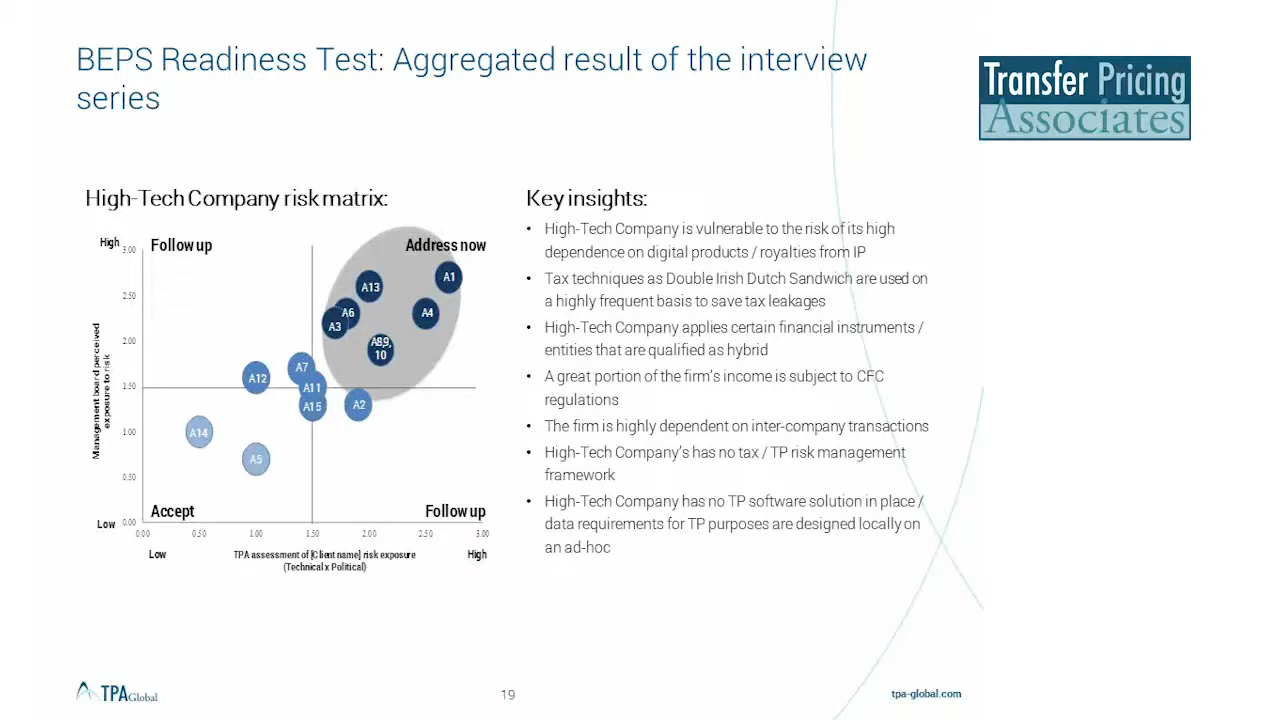 BEPS Readiness Test: Aggregated result of the interview
series
Transfer Pricing
Associates
High-Tech Company risk matrix:
High
3.00
Follow up
Address now
A1
A13
2.50
A6
A4
A3
2.00
A8,9,
10
Management board perceived
exposure to risk
A7
A12
1.50
A11
A15
A2
1.00
A14
A5
0.50
Accept
Follow up
Low
0.00
0.00
0.50
1.00
1.50
2.00
2.50
3.00
Low
TPA assessment of [Client name] risk exposure
(Technical x Political)
High
Key insights:
• High-Tech Company is vulnerable to the risk of its high
dependence on digital products / royalties from IP
• Tax techniques as Double Irish Dutch Sandwich are used on
a highly frequent basis to save tax leakages
• High-Tech Company applies certain financial instruments /
entities that are qualified as hybrid
• A great portion of the firm's income is subject to CFC
regulations
• The firm is highly dependent on inter-company transactions
• High-Tech Company's has no tax / TP risk management
framework
• High-Tech Company has no TP software solution in place /
data requirements for TP purposes are designed locally on
an ad-hoc
TPA Global
19
tpa-global.com